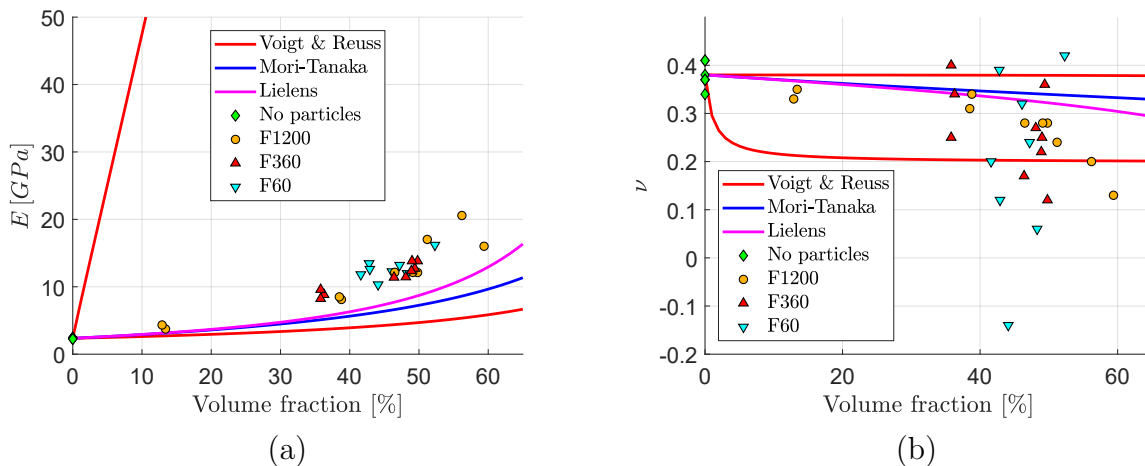 50
40
30
20
10
0
E [GPa]
0
10
20
30
40
50
60
Volume fraction [%]
Voigt & Reuss
Mori-Tanaka
Lielens
No particles
F1200
F360
F60
(a)
0.4
0.3
0.2
0.1
0
-0.1
-0.2
ν
0
20
40
60
Volume fraction [%]
Voigt & Reuss
Mori-Tanaka
Lielens
No particles
F1200
F360
F60
(b)